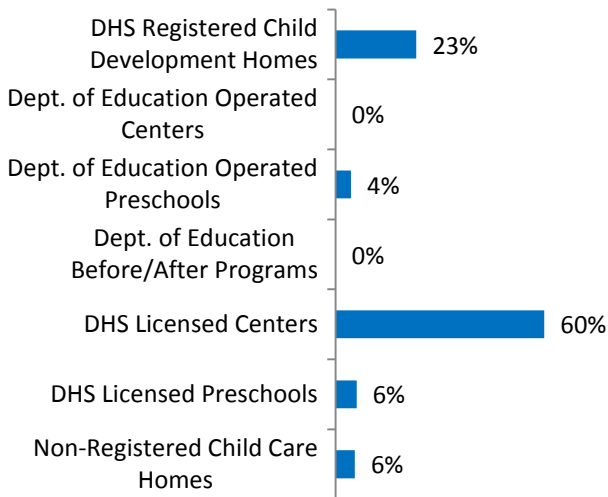 DHS Registered Child
Development Homes
23%
Dept. of Education Operated
Centers
0%
Dept. of Education Operated
Preschools
4%
Dept. of Education
Before/After Programs
0%
DHS Licensed Centers
60%
DHS Licensed Preschools
6%
Non-Registered Child Care
Homes
6%